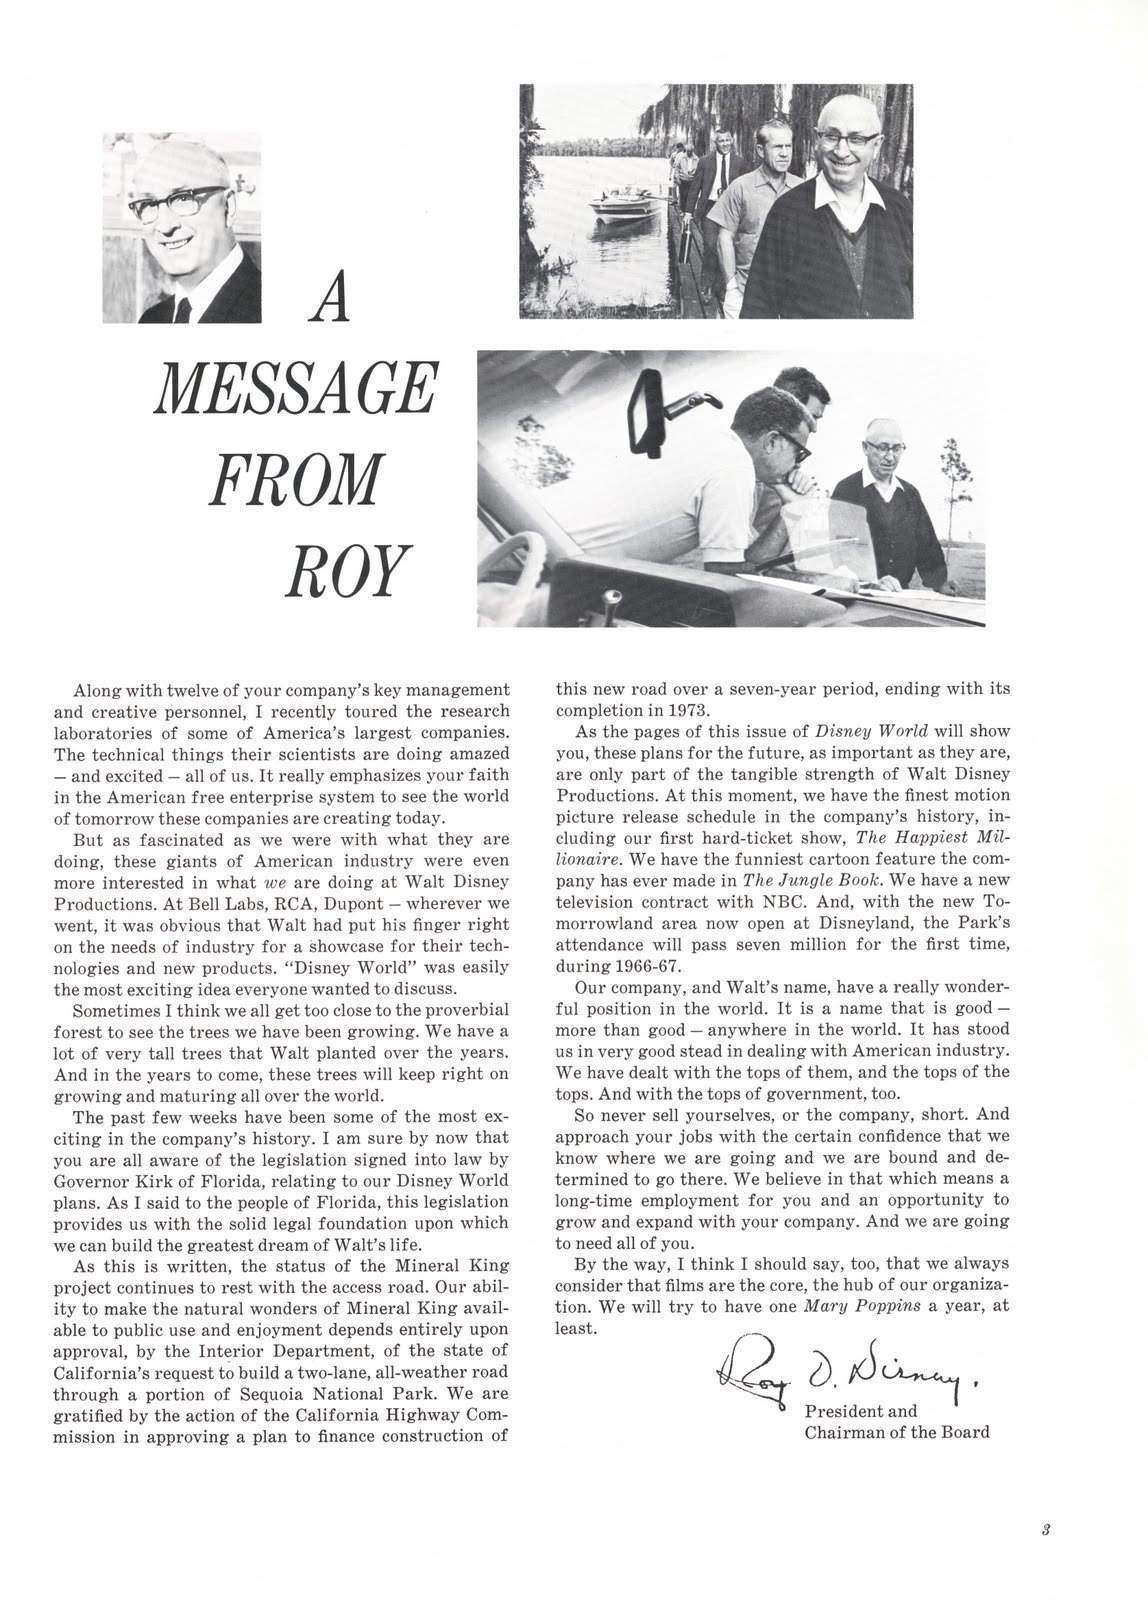 A
MESSAGE
FROM
ROY
Along with twelve of your company's key management
and creative personnel, I recently toured the research
laboratories of some of America's largest companies.
The technical things their scientists are doing amazed
— and excited — all of us. It really emphasizes your faith
in the American free enterprise system to see the world
of tomorrow these companies are creating today.
But as fascinated as we were with what they are
doing, these giants of American industry were even
more interested in what we are doing at Walt Disney
Productions. At Bell Labs, RCA, Dupont — wherever we
went, it was obvious that Walt had put his finger right
on the needs of industry for a showcase for their tech-
nologies and new products. “Disney World” was easily
the most exciting idea everyone wanted to discuss.
Sometimes I think we all get too close to the proverbial
forest to see the trees we have been growing. We have a
lot of very tall trees that Walt planted over the years.
And in the years to come, these trees will keep right on
growing and maturing all over the world.
The past few weeks have been some of the most ex-
citing in the company's history. I am sure by now that
you are all aware of the legislation signed into law by
Governor Kirk of Florida, relating to our Disney World
plans. As I said to the people of Florida, this legislation
provides us with the solid legal foundation upon which
we can build the greatest dream of Walt's life.
As this is written, the status of the Mineral King
project continues to rest with the access road. Our abil-
ity to make the natural wonders of Mineral King avail-
able to public use and enjoyment depends entirely upon
approval, by the Interior Department, of the state of
California's request to build a two-lane, all-weather road
through a portion of Sequoia National Park. We are
gratified by the action of the California Highway Com-
mission in approving a plan to finance construction of
this new road over a seven-year period, ending with its
completion in 1973.
As the pages of this issue of Disney World will show
you, these plans for the future, as important as they are,
are only part of the tangible strength of Walt Disney
Productions. At this moment, we have the finest motion
picture release schedule in the company's history, in-
cluding our first hard-ticket show, The Happiest Mil-
lionaire. We have the funniest cartoon feature the com-
pany has ever made in The Jungle Book. We have a new
television contract with NBC. And, with the new To-
morrowland area now open at Disneyland, the Park's
attendance will pass seven million for the first time,
during 1966-67.
Our company, and Walt's name, have a really wonder-
ful position in the world. It is a name that is good —
more than good — anywhere in the world. It has stood
us in very good stead in dealing with American industry.
We have dealt with the tops of them, and the tops of the
tops. And with the tops of government, too.
So never sell yourselves, or the company, short. And
approach your jobs with the certain confidence that we
know where we are going and we are bound and de-
termined to go there. We believe in that which means a
long-time employment for you and an opportunity to
grow and expand with your company. And we are going
to need all of you.
By the way, I think I should say, too, that we always
consider that films are the core, the hub of our organiza-
tion. We will try to have one Mary Poppins a year, at
least.
Roy O. Disney.
President and
Chairman of the Board
3